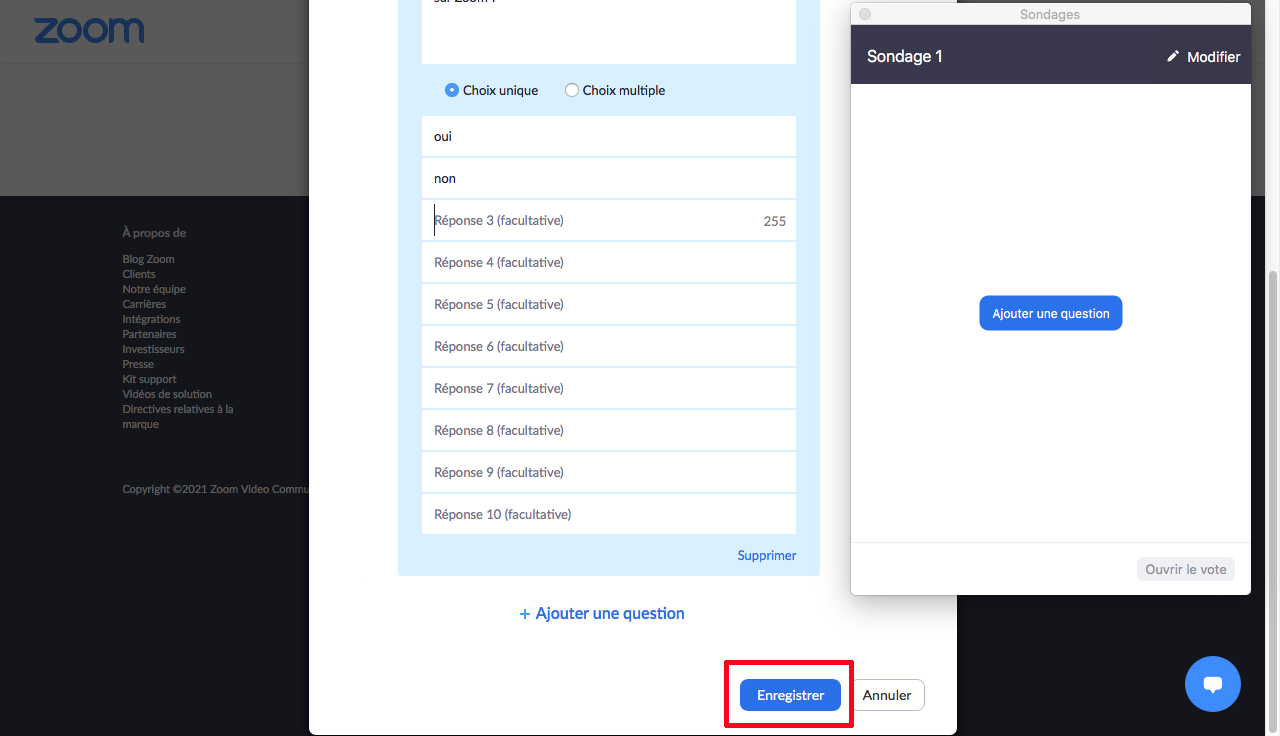 zoom
À propos de
Blog Zoom
Clients
Notre équipe
Carrières
Intégrations
Partenaires
Investisseurs
Presse
Kit support
Vidéos de solution
Directives relatives à la
marque
Copyright ©2021 Zoom Video
sur Zoom ?
Choix unique Choix multiple
oui
non
Réponse 3 (facultative) 255
Réponse 4 (facultative)
Réponse 5 (facultative)
Réponse 6 (facultative)
Réponse 7 (facultative)
Réponse 8 (facultative)
Réponse 9 (facultative)
Réponse 10 (facultative)
Supprimer
+ Ajouter une question
Enregistrer Annuler
Sondages
Sondage 1 Modifier
Ajouter une question
Ouvrir le vote